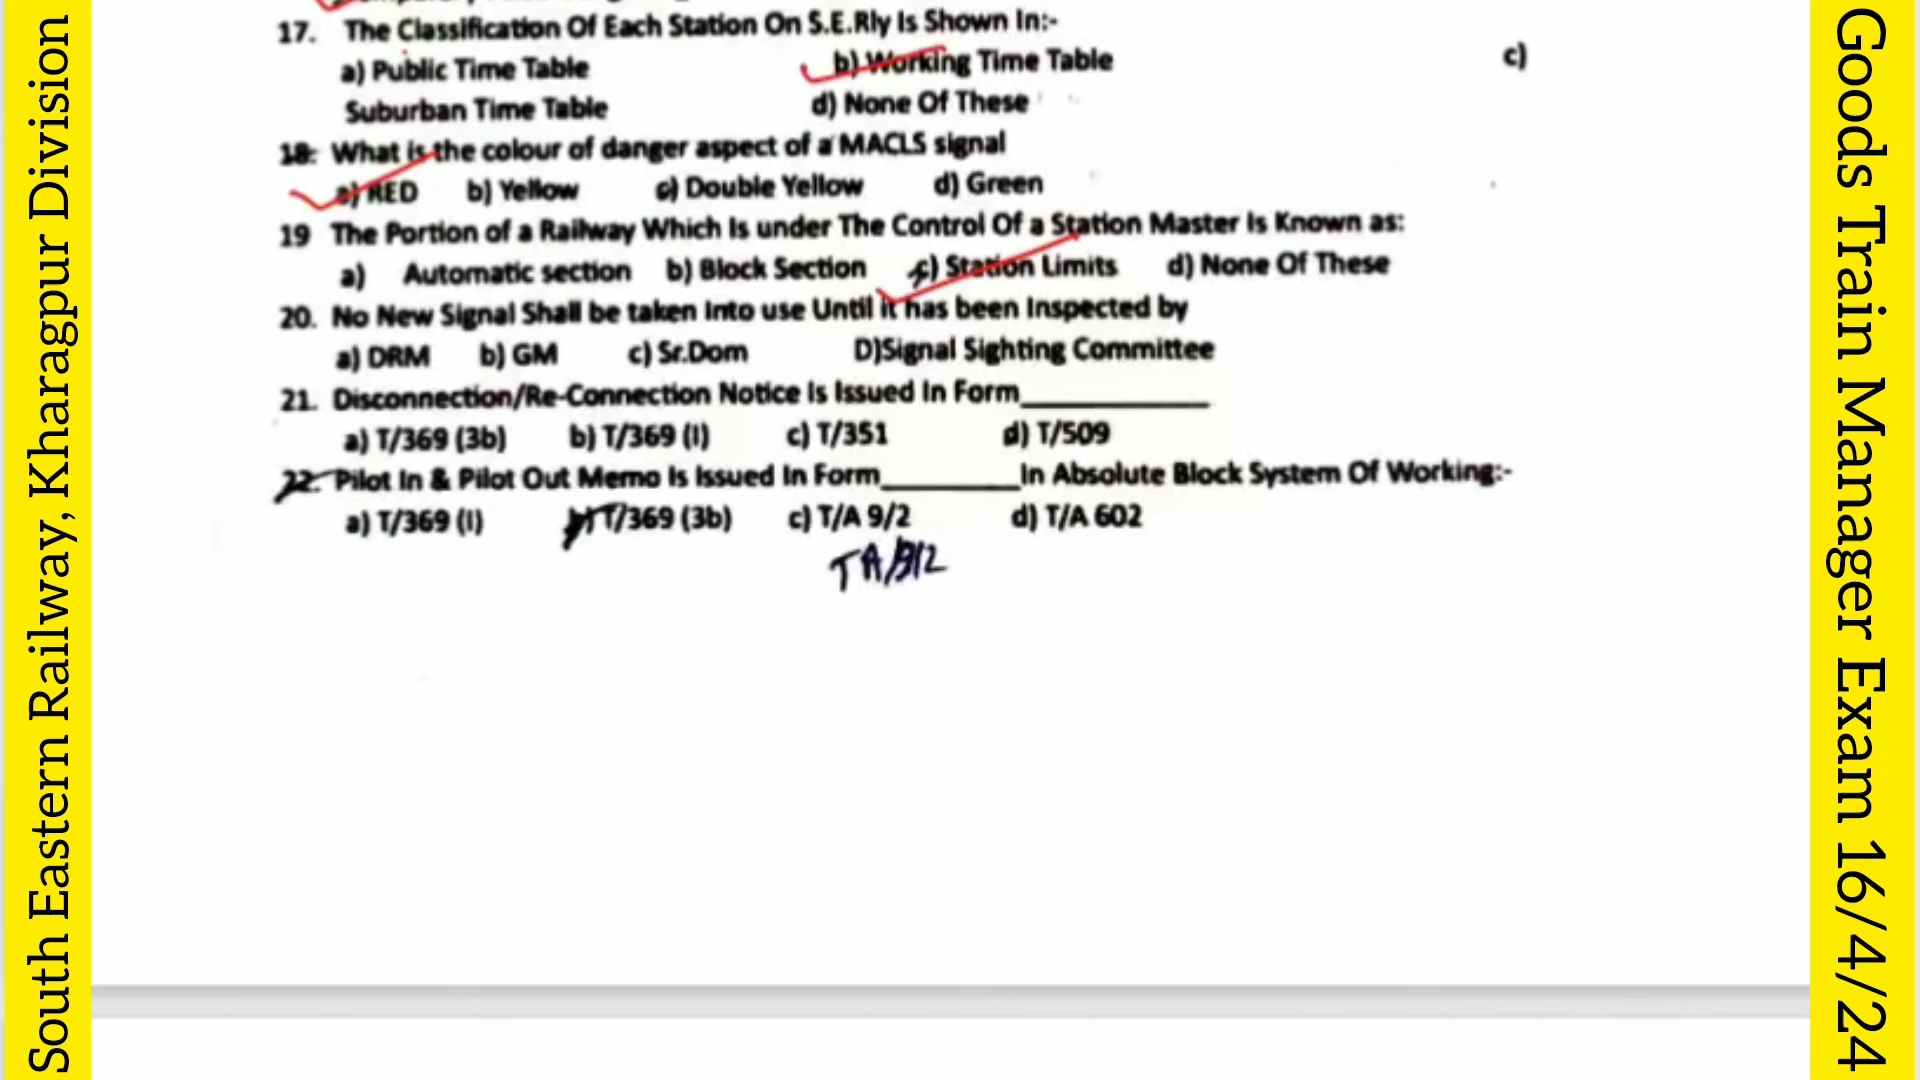 South Eastern Railway, Kharagpur Division
17. The Classification Of Each Station On S.E.Rly Is Shown In:-
a) Public Time Table b) Working Time Table c)
Suburban Time Table d) None Of These
18. What is the colour of danger aspect of a MACLS signal
a) RED b) Yellow c) Double Yellow d) Green
19 The Portion of a Railway Which Is under The Control Of a Station Master Is Known as:
a) Automatic section b) Block Section c) Station Limits d) None Of These
20. No New Signal Shall be taken Into use Until it has been Inspected by
a) DRM b) GM c) Sr.Dom D)Signal Sighting Committee
21. Disconnection/Re-Connection Notice Is Issued In Form____________
a) T/369 (3b) b) T/369 (I) c) T/351 d) T/509
22. Pilot In & Pilot Out Memo Is Issued In Form_________In Absolute Block System Of Working:-
a) T/369 (I) b) T/369 (3b) c) T/A 9/2 d) T/A 602
Goods Train Manager Exam 16/4/24